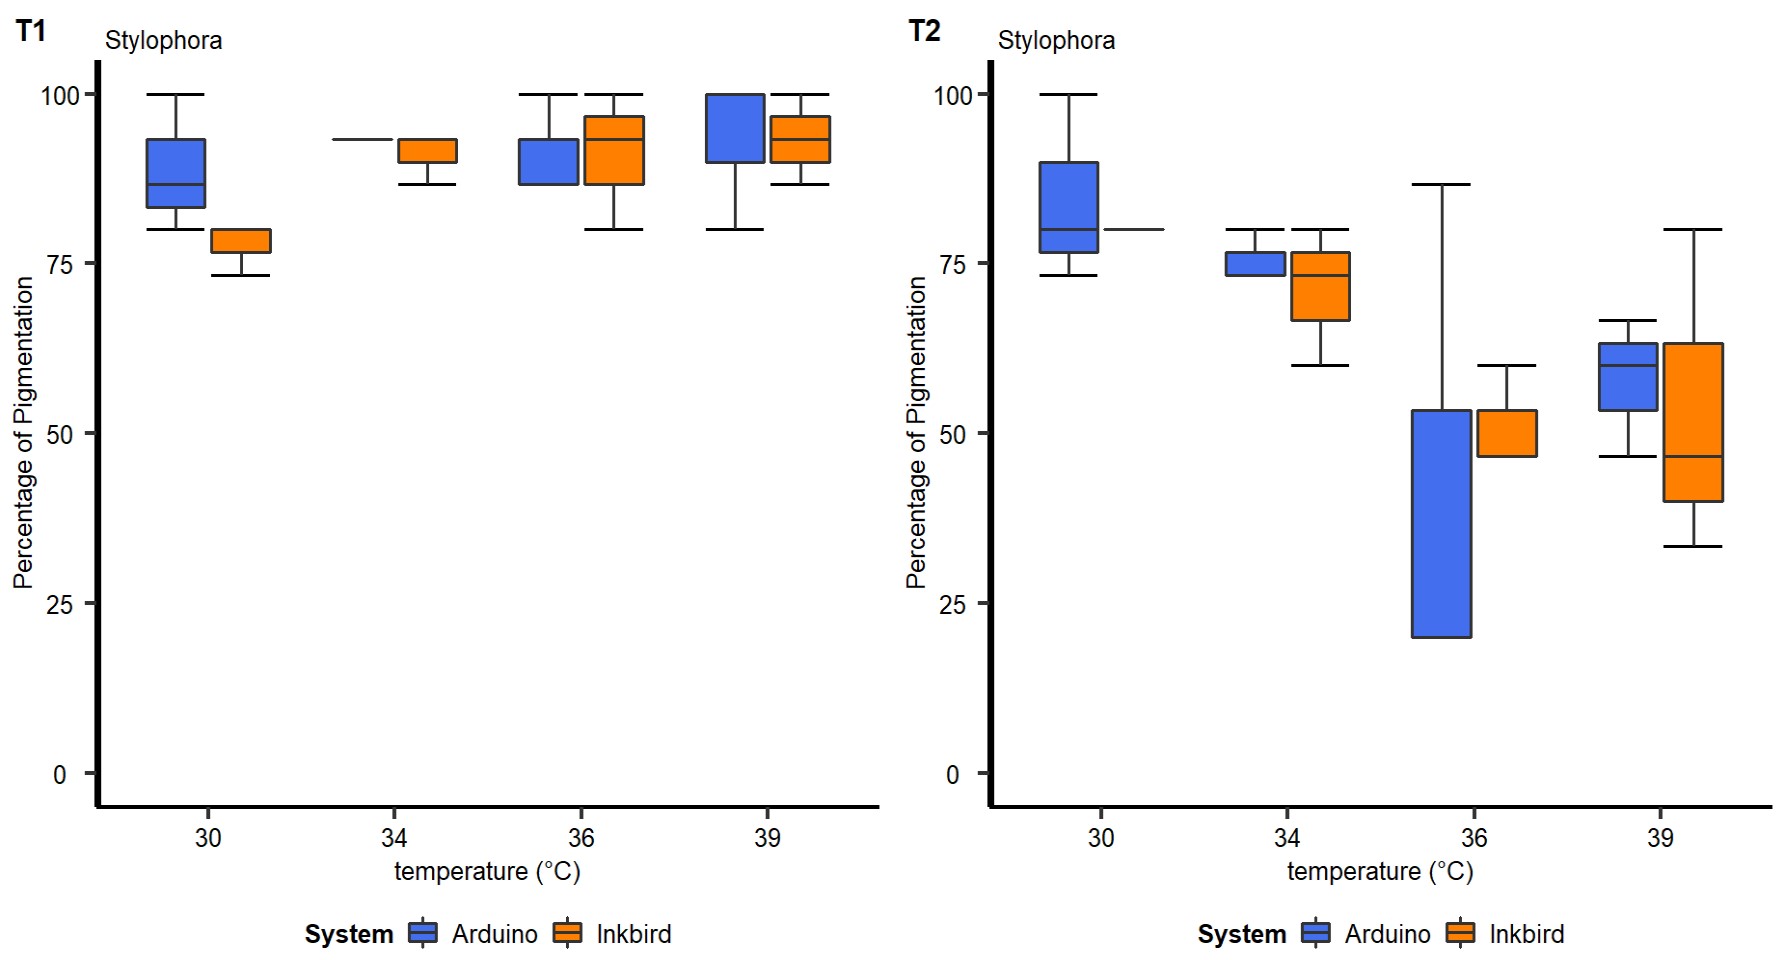 T1
Stylophora
Percentage of Pigmentation
100
75
50
25
0
30 34 36 39
temperature (°C)
System Arduino Inkbird
T2
Stylophora
Percentage of Pigmentation
100
75
50
25
0
30 34 36 39
temperature (°C)
System Arduino Inkbird